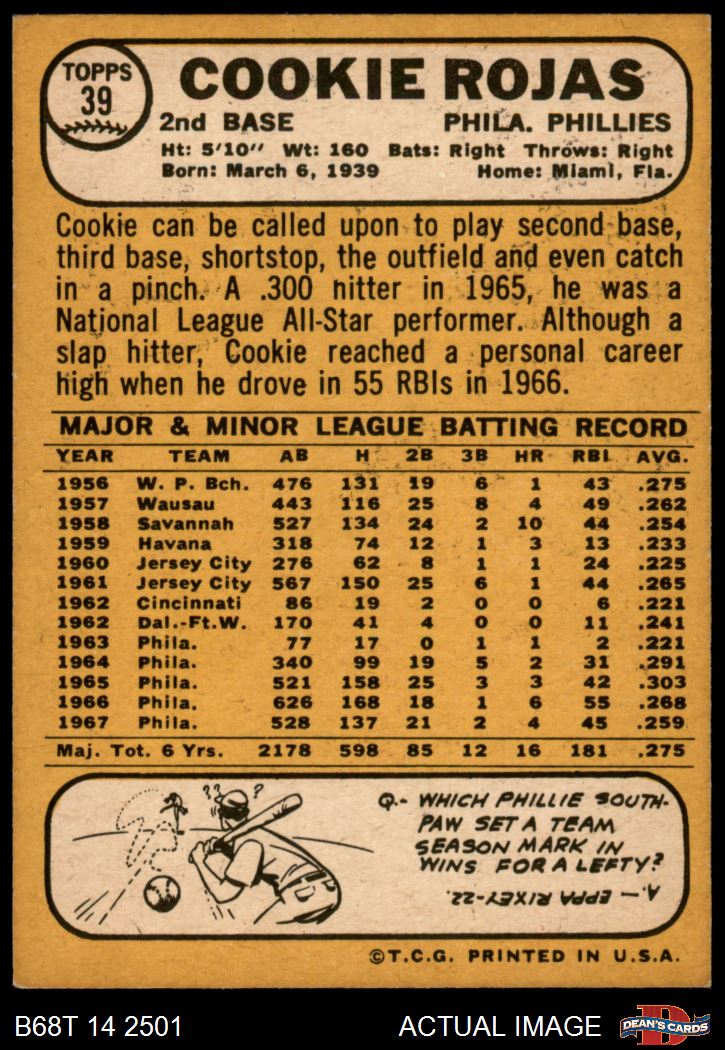 TOPPS
39
COOKIE ROJAS
2nd BASE PHILA. PHILLIES
Ht: 5'10" Wt: 160 Bats: Right Throws: Right
Born: March 6, 1939 Home: Miami, Fla.
Cookie can be called upon to play second base,
third base, shortstop, the outfield and even catch
in a pinch. A .300 hitter in 1965, he was a
National League All-Star performer. Although a
slap hitter, Cookie reached a personal career
high when he drove in 55 RBIs in 1966.
MAJOR & MINOR LEAGUE BATTING RECORD
YEAR TEAM AB H 2B 3B HR RBI AVG.
1956 W. P. Bch. 476 131 19 6 1 43 .275
1957 Wausau 443 116 25 8 4 49 .262
1958 Savannah 527 134 24 2 10 44 .254
1959 Havana 318 74 12 1 3 13 .233
1960 Jersey City 276 62 8 1 1 24 .225
1961 Jersey City 567 150 25 6 1 44 .265
1962 Cincinnati 86 19 2 0 0 6 .221
1962 Dal.-Ft.W. 170 41 4 0 0 11 .241
1963 Phila. 77 17 0 1 1 2 .221
1964 Phila. 340 99 19 5 2 31 .291
1965 Phila. 521 158 25 3 3 42 .303
1966 Phila. 626 168 18 1 6 55 .268
1967 Phila. 528 137 21 2 4 45 .259
Maj. Tot. 6 Yrs. 2178 598 85 12 16 181 .275
?? ?
Q.- WHICH PHILLIE SOUTH-
PAW SET A TEAM
SEASON MARK IN
WINS FOR A LEFTY?
A. — EPPA RIXEY-22.
©T.C.G. PRINTED IN U.S.A.
B68T 14 2501 ACTUAL IMAGE
D
DEAN'S CARDS